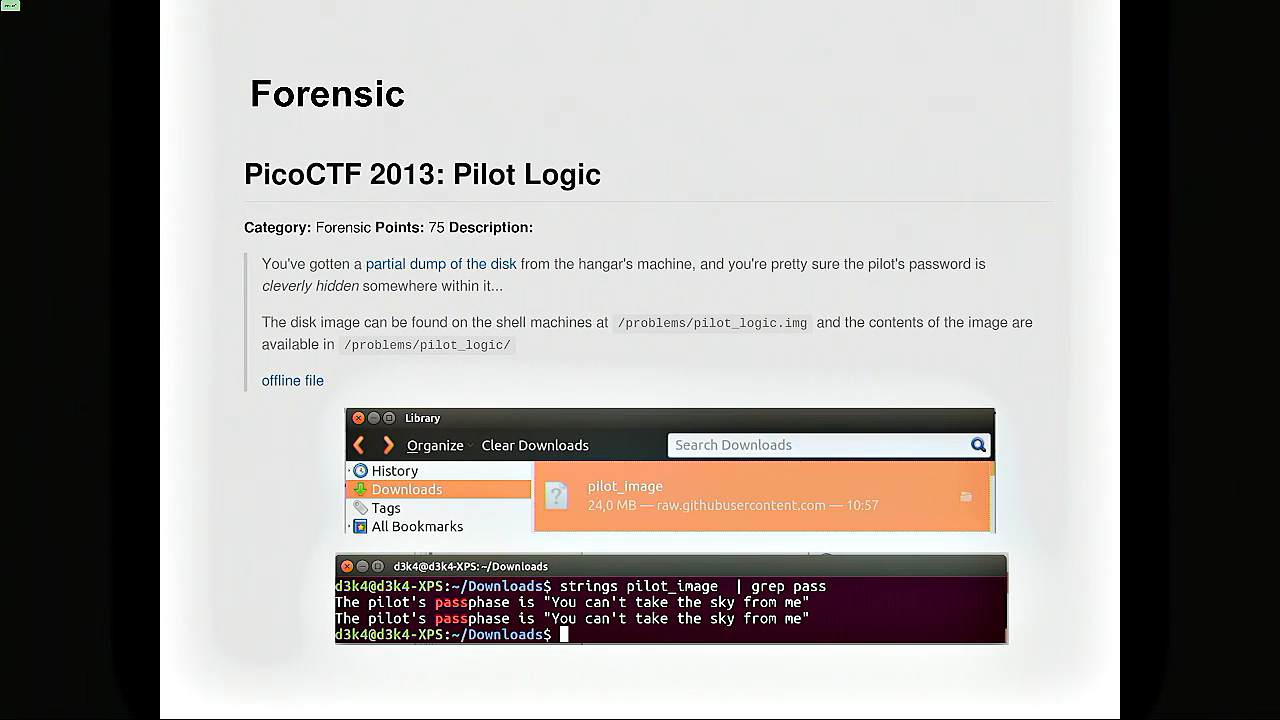 Forensic
PicoCTF 2013: Pilot Logic
Category: Forensic Points: 75 Description:
You've gotten a partial dump of the disk from the hangar's machine, and you're pretty sure the pilot's password is
cleverly hidden somewhere within it...
The disk image can be found on the shell machines at /problems/pilot_logic.img and the contents of the image are
available in /problems/pilot_logic/
offline file
Library
Organize Clear Downloads Search Downloads
History
Downloads
Tags
All Bookmarks
pilot_image
24,0 MB — raw.githubusercontent.com — 10:57
d3k4@d3k4-XPS: ~/Downloads
d3k4@d3k4-XPS:~/Downloads$ strings pilot_image | grep pass
The pilot's passphase is "You can't take the sky from me"
The pilot's passphase is "You can't take the sky from me"
d3k4@d3k4-XPS:~/Downloads$